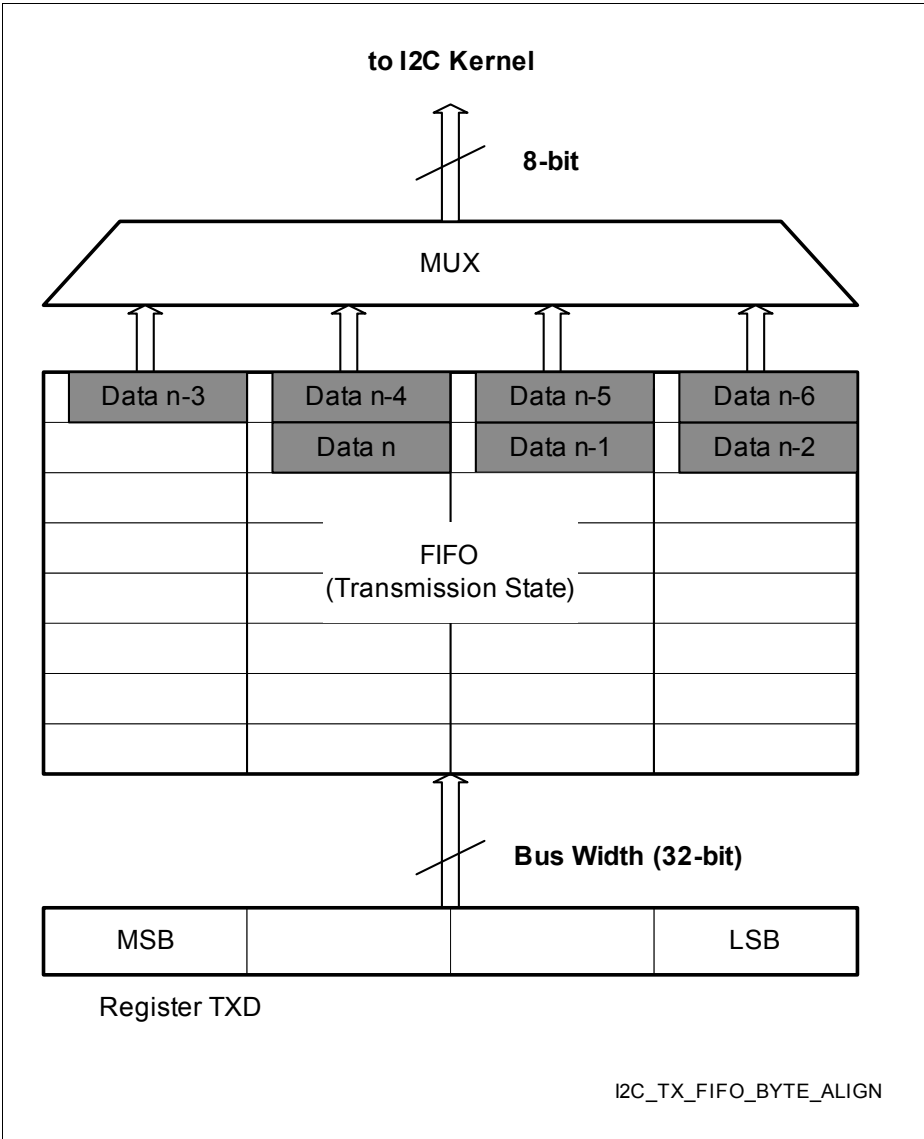 to I2C Kernel
8-bit
MUX
Data n-3 Data n-4 Data n-5 Data n-6
Data n Data n-1 Data n-2
FIFO
(Transmission State)
Bus Width (32-bit)
MSB LSB
Register TXD
I2C_TX_FIFO_BYTE_ALIGN